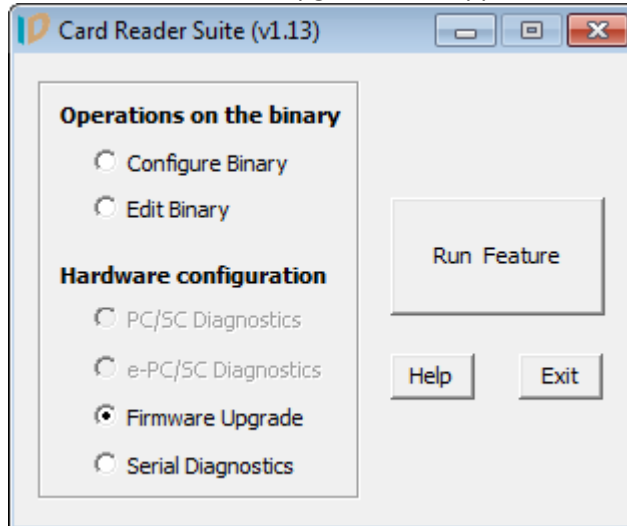 Card Reader Suite (v1.13)
Operations on the binary
Configure Binary
Edit Binary
Hardware configuration
PC/SC Diagnostics
e-PC/SC Diagnostics
Firmware Upgrade
Serial Diagnostics
Run Feature
Help
Exit